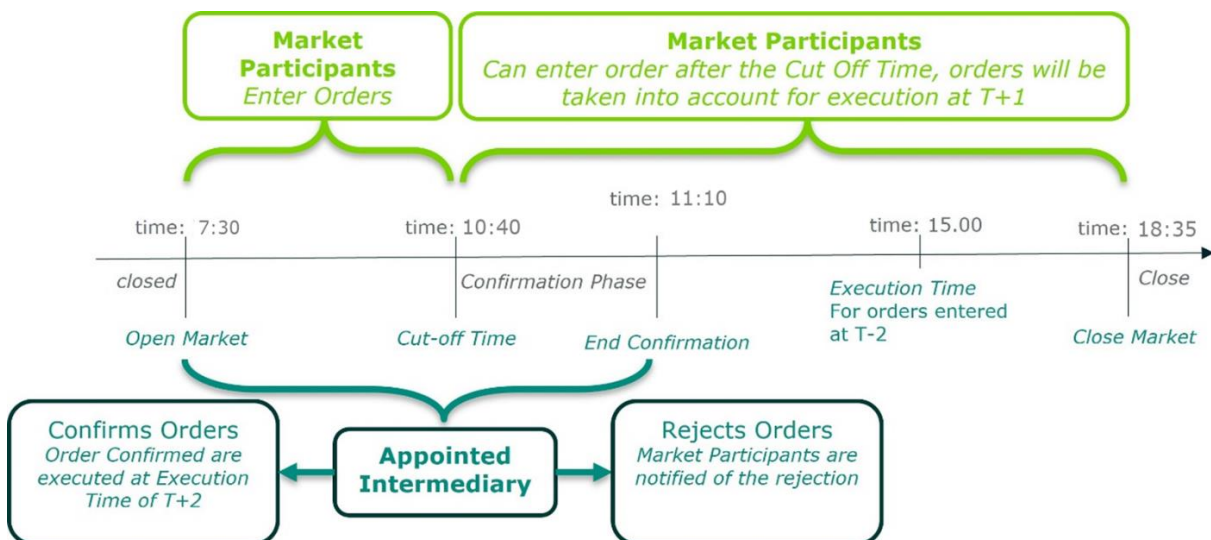 Market
Participants
Enter Orders
Market Participants
Can enter order after the Cut Off Time, orders will be
taken into account for execution at T+1
time: 7:30
time: 10:40
time: 11:10
time: 15.00
time: 18:35
closed
Confirmation Phase
Close
Open Market
Cut-off Time
End Confirmation
Execution Time
For orders entered
at T-2
Close Market
Confirms Orders
Order Confirmed are
executed at Execution
Time of T+2
Appointed
Intermediary
Rejects Orders
Market Participants are
notified of the rejection